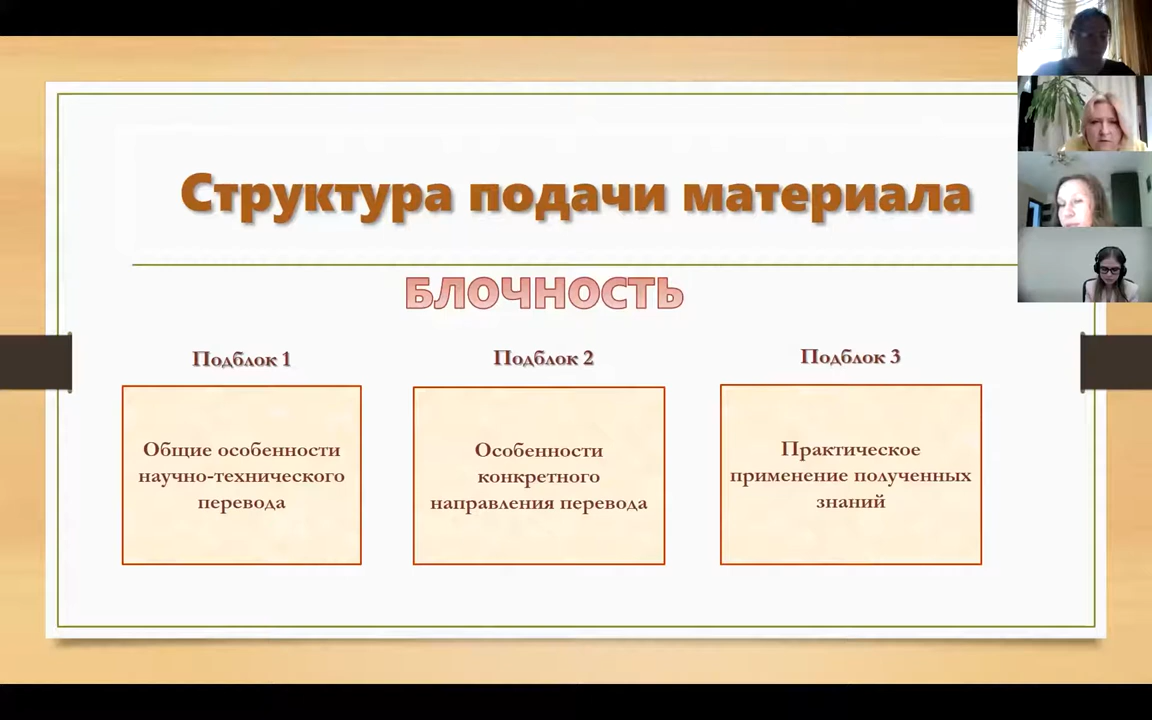 Структура подачи материала
БЛОЧНОСТЬ
Подблок 1
Общие особенности
научно-технического
перевода
Подблок 2
Особенности
конкретного
направления перевода
Подблок 3
Практическое
применение полученных
знаний